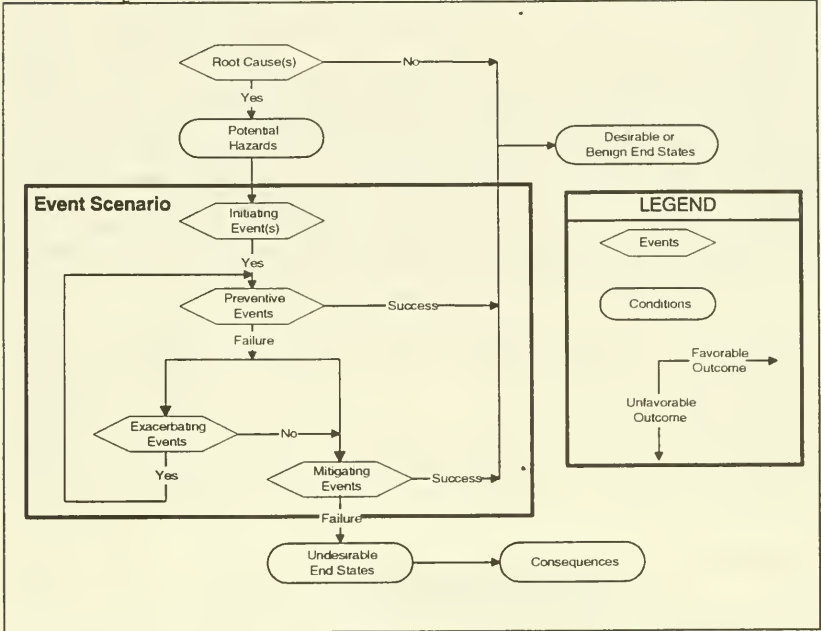 Root Cause(s)
No
Yes
Potential
Hazards
Desirable or
Benign End States
Event Scenario
Initiating
Event(s)
Yes
Preventive
Events
Success
Failure
Exacerbating
Events
No
Yes
Mitigating
Events
Success
Failure
Undesirable
End States
Consequences
LEGEND
Events
Conditions
Favorable
Outcome
Unfavorable
Outcome